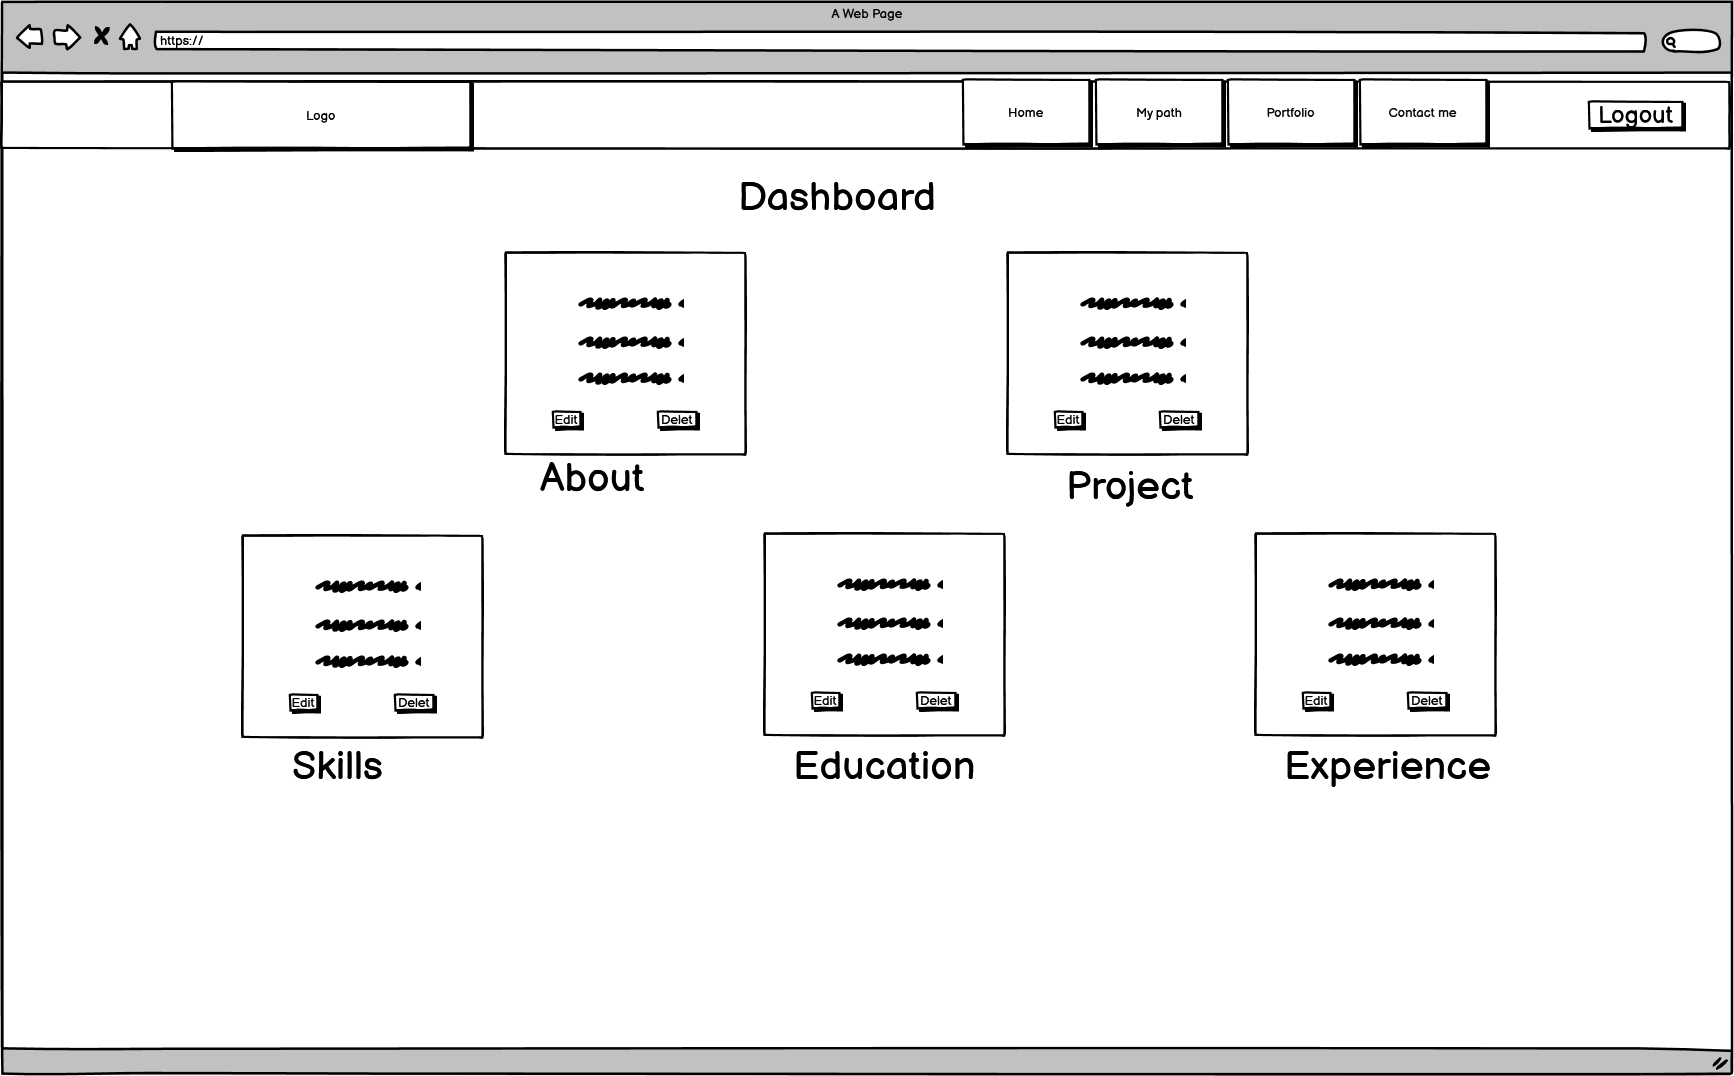 A Web Page
https://
Logo
Home
My path
Portfolio
Contact me
Logout
Dashboard
Edit
Delet
Edit
Delet
About
Project
Edit
Delet
Edit
Delet
Edit
Delet
Skills
Education
Experience